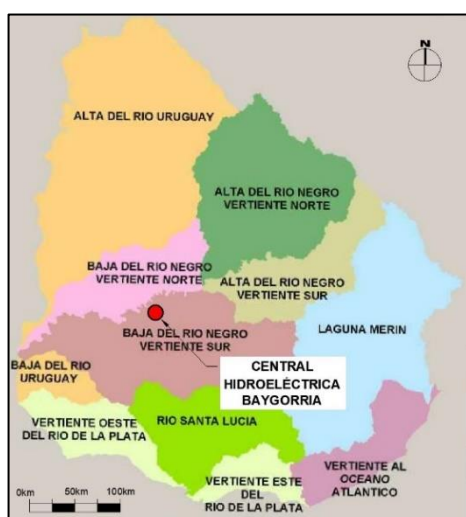 N
ALTA DEL RIO URUGUAY
ALTA DEL RIO NEGRO
VERTIENTE NORTE
BAJA DEL RIO NEGRO
VERTIENTE NORTE
ALTA DEL RIO NEGRO
VERTIENTE SUR
LAGUNA MERIN
BAJA DEL RIO NEGRO
VERTIENTE SUR
BAJA DEL RIO
URUGUAY
CENTRAL
HIDROELÉCTRICA
BAYGORRIA
VERTIENTE OESTE
DEL RIO DE LA PLATA
RIO SANTA LUCIA
VERTIENTE AL
OCEANO
ATLANTICO
VERTIENTE ESTE
DEL
RIO DE LA PLATA
0km 50km 100km